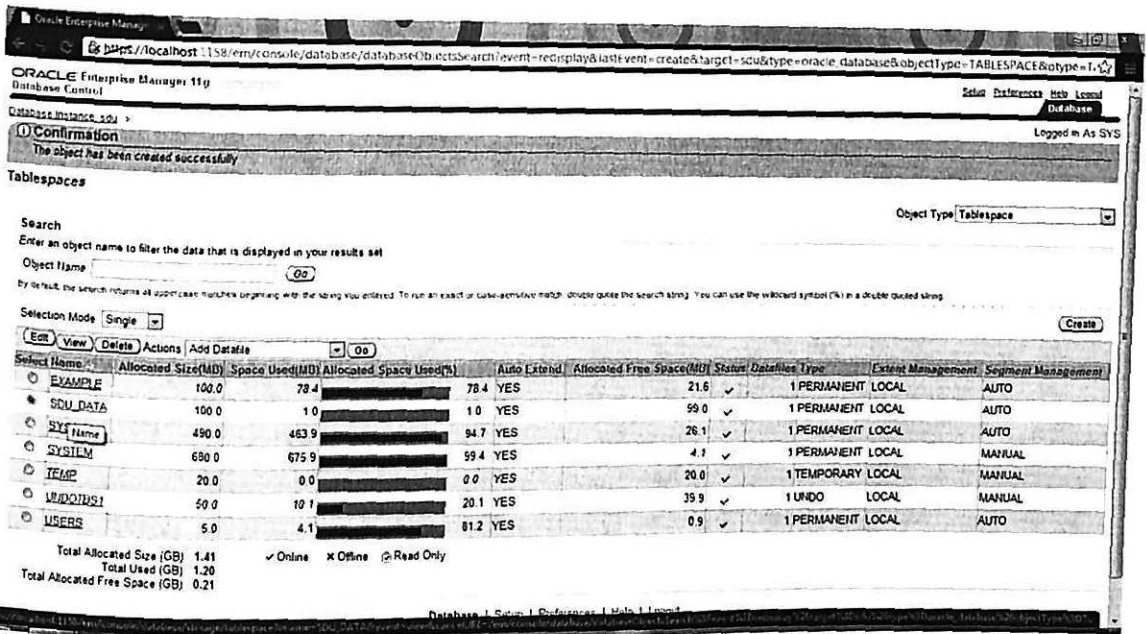 Oracle Enterprise Manag
https://localhost:1158/em/console/database/databaseObjectsSearch?event=redisplay&lastEvent=create&target=sdu&type=oracle_database&objectType=TABLESPACE&otype=T
ORACLE Enterprise Manager 11g
Database Control
Setup Preferences Help Logout
Database
Database Instance: sdu >
Logged in As SYS
Confirmation
The object has been created successfully
Tablespaces
Object Type Tablespace
Search
Enter an object name to filter the data that is displayed in your results set
Object Name
Go
By default, the search returns all uppercase matches beginning with the string you entered. To run an exact or case-sensitive match, double quote the search string. You can use the wildcard symbol (%) in a double quoted string.
Selection Mode Single
Create
Edit View Delete Actions Add Datafile Go
Select Name Allocated Size(MB) Space Used(MB) Allocated Space Used(%) Auto Extend Allocated Free Space(MB) Status Datafiles Type Extent Management Segment Management
EXAMPLE 100.0 78.4 78.4 YES 21.6 1 PERMANENT LOCAL AUTO
SDU_DATA 100.0 1.0 1.0 YES 99.0 1 PERMANENT LOCAL AUTO
SYS Name 490.0 463.9 94.7 YES 26.1 1 PERMANENT LOCAL AUTO
SYSTEM 680.0 675.9 YES 4.1 1 PERMANENT LOCAL MANUAL
TEMP 20.0 0.0 0.0 YES 20.0 1 TEMPORARY LOCAL MANUAL
UNDOTBS1 50.0 10.1 20.1 YES 39.9 1 UNDO LOCAL MANUAL
USERS 5.0 4.1 81.2 YES 0.9 1 PERMANENT LOCAL AUTO
Total Allocated Size (GB) 1.41
Online Offline Read Only
Total Used (GB) 1.20
Total Allocated Free Space (GB) 0.21
Database | Setup | Preferences | Help | Logout